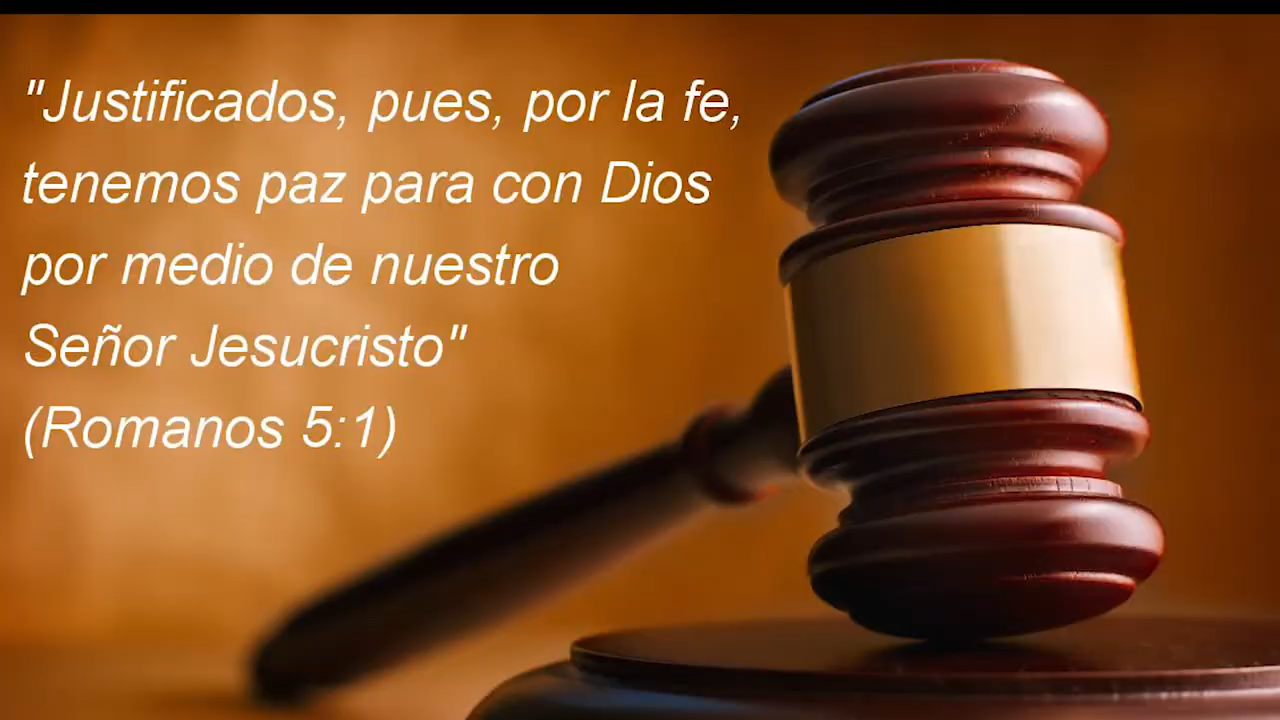 "Justificados, pues, por la fe,
tenemos paz para con Dios
por medio de nuestro
Señor Jesucristo"
(Romanos 5:1)